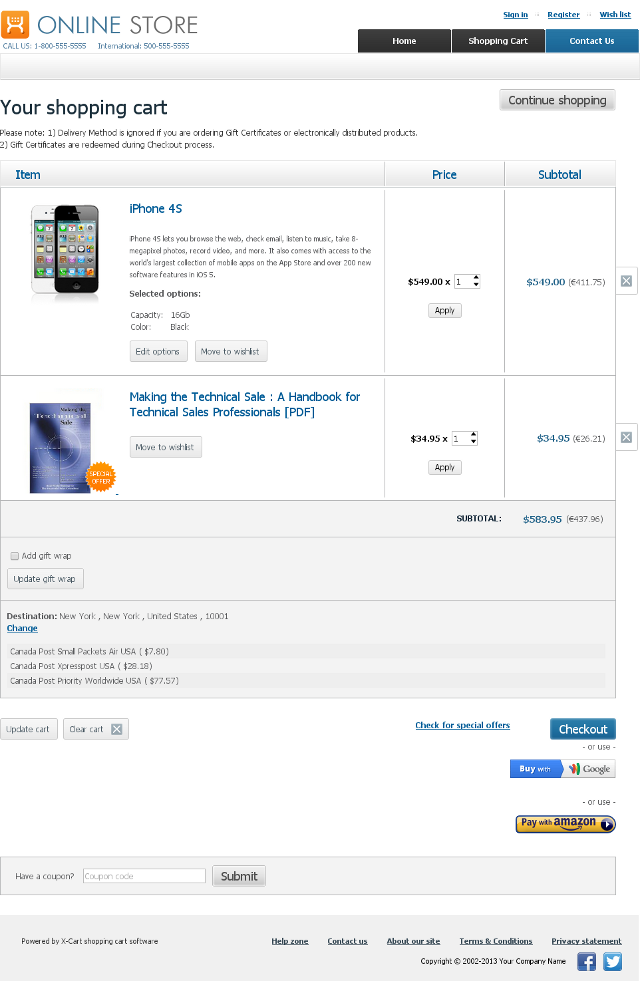 Sign in Register Wish list
ONLINE STORE
CALL US: 1-800-555-5555 International: 500-555-5555
Home Shopping Cart Contact Us
Your shopping cart
Continue shopping
Please note: 1) Delivery Method is ignored if you are ordering Gift Certificates or electronically distributed products.
2) Gift Certificates are redeemed during Checkout process.
Item Price Subtotal
iPhone 4S
iPhone 4S lets you browse the web, check email, listen to music, take 8-
megapixel photos, record video, and more. It also comes with access to the
world's largest collection of mobile apps on the App Store and over 200 new
software features in iOS 5.
Selected options:
Capacity: 16Gb
Color: Black
Edit options Move to wishlist
$549.00 x 1
Apply
$549.00 (€411.75)
Making the Technical Sale : A Handbook for
Technical Sales Professionals [PDF]
Making the
Technical
Sale
SPECIAL
OFFER
Move to wishlist
$34.95 x 1
Apply
$34.95 (€26.21)
SUBTOTAL: $583.95 (€437.96)
Add gift wrap
Update gift wrap
Destination: New York , New York , United States , 10001
Change
Canada Post Small Packets Air USA ( $7.80)
Canada Post Xpresspost USA ( $28.18)
Canada Post Priority Worldwide USA ( $77.57)
Update cart Clear cart
Check for special offers
Checkout
- or use -
Buy with Google
- or use -
Pay with amazon
Have a coupon? Coupon code Submit
Powered by X-Cart shopping cart software
Help zone Contact us About our site Terms & Conditions Privacy statement
Copyright © 2002-2013 Your Company Name